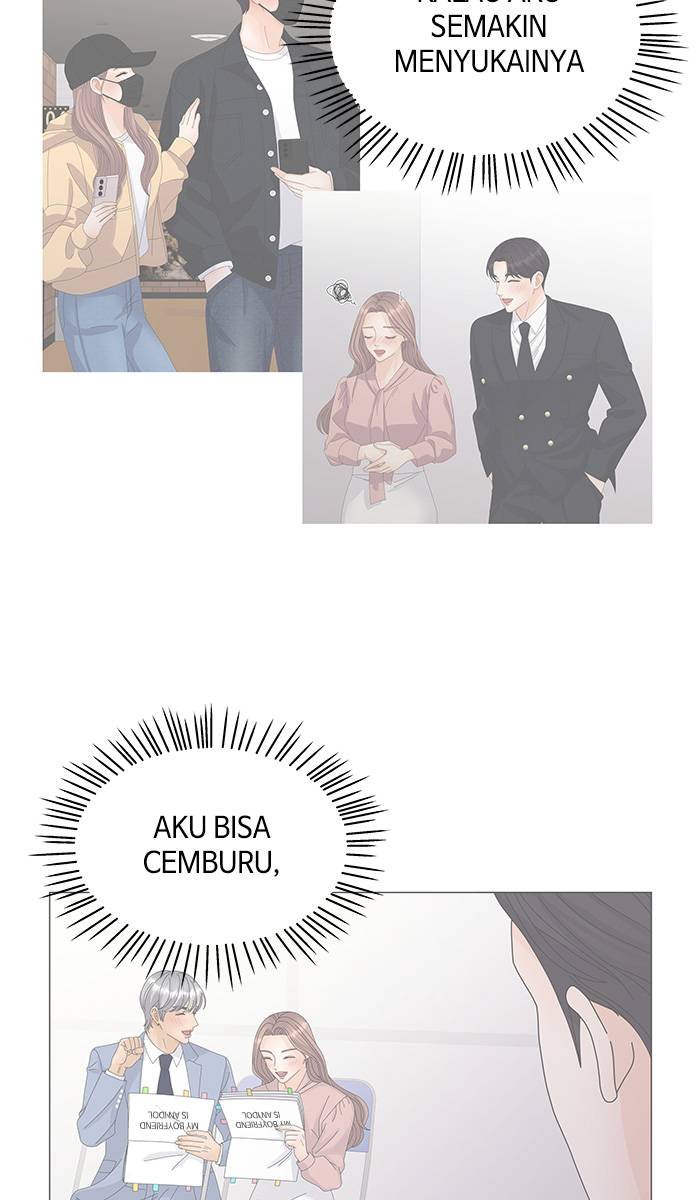 SEMAKIN
MENYUKAINYA
AKU BISA
CEMBURU,
MY BOYFRIEND
IS AN IDOL
MY BOYFRIEND
IS AN IDOL